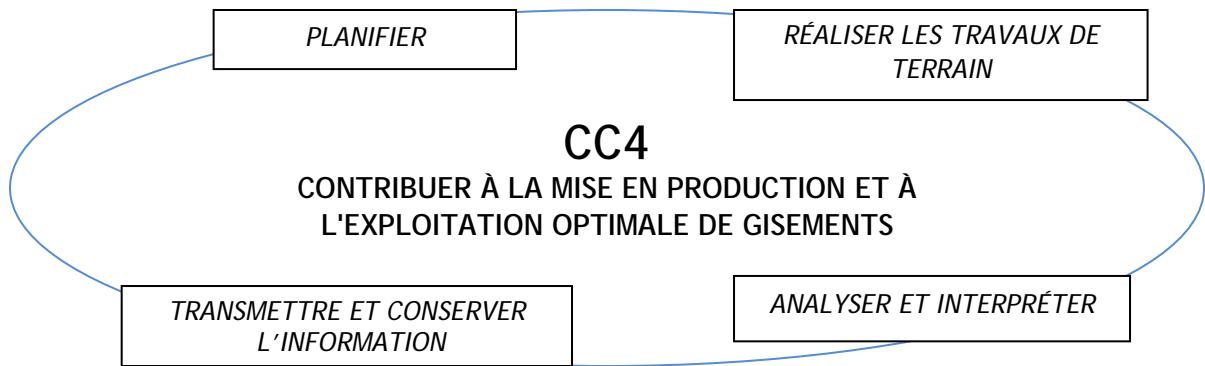 PLANIFIER
RÉALISER LES TRAVAUX DE
TERRAIN
CC4
CONTRIBUER À LA MISE EN PRODUCTION ET À
L'EXPLOITATION OPTIMALE DE GISEMENTS
TRANSMETTRE ET CONSERVER
L’INFORMATION
ANALYSER ET INTERPRÉTER